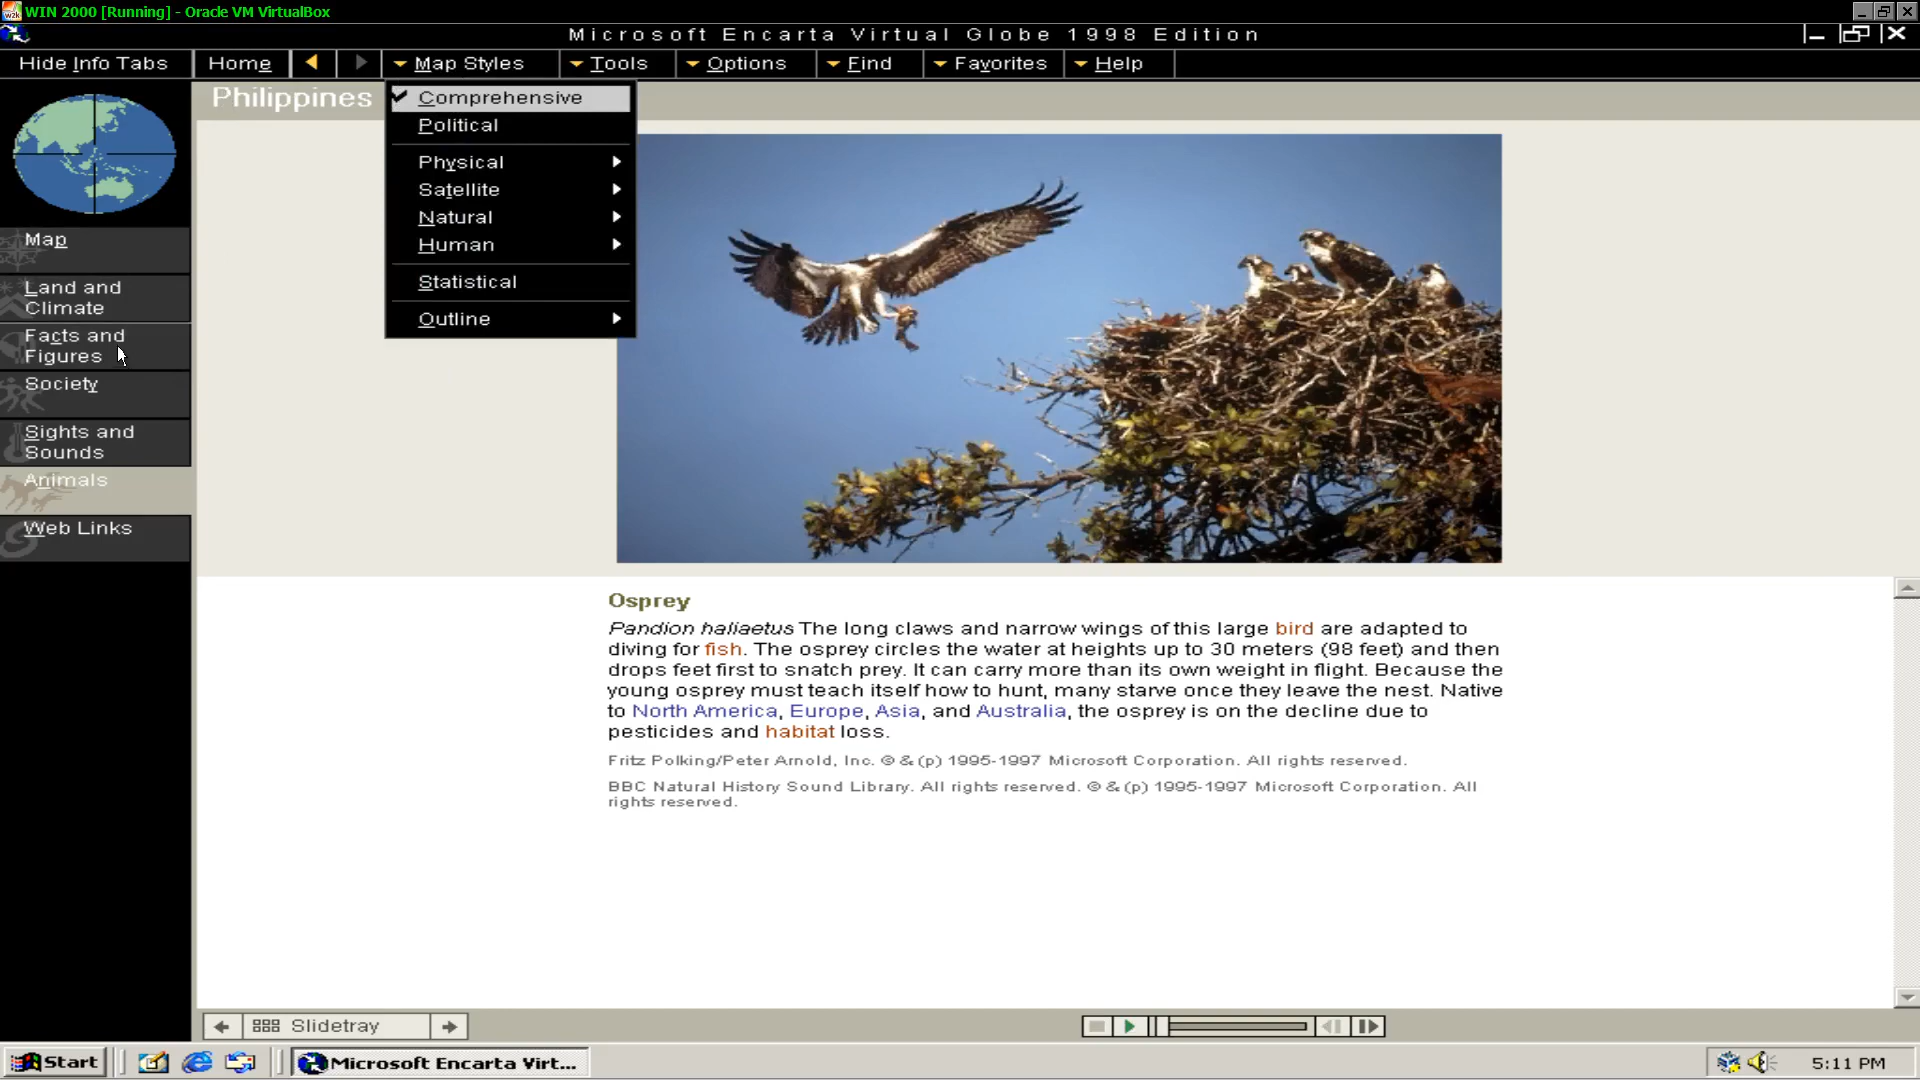 WIN 2000 [Running] - Oracle VM VirtualBox
Microsoft Encarta Virtual Globe 1998 Edition
Hide Info Tabs Home Map Styles Tools Options Find Favorites Help
Philippines
Comprehensive
Political
Physical
Satellite
Natural
Human
Statistical
Outline
Map
Land and
Climate
Facts and
Figures
Society
Sights and
Sounds
Animals
Web Links
Osprey
Pandion haliaetus The long claws and narrow wings of this large bird are adapted to
diving for fish. The osprey circles the water at heights up to 30 meters (98 feet) and then
drops feet first to snatch prey. It can carry more than its own weight in flight. Because the
young osprey must teach itself how to hunt, many starve once they leave the nest. Native
to North America, Europe, Asia, and Australia, the osprey is on the decline due to
pesticides and habitat loss.
Fritz Polking/Peter Arnold, Inc. © & (p) 1995-1997 Microsoft Corporation. All rights reserved.
BBC Natural History Sound Library. All rights reserved. © & (p) 1995-1997 Microsoft Corporation. All
rights reserved.
Slidetray
Start Microsoft Encarta Virt... 5:11 PM